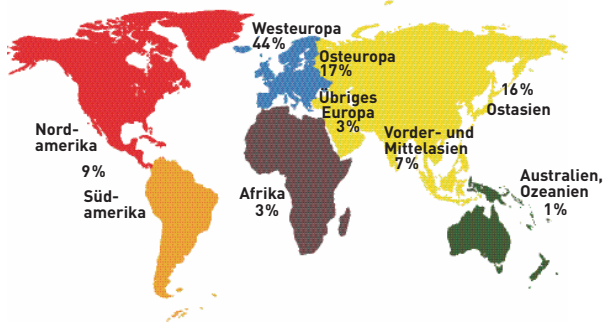 Westeuropa
44%
Osteuropa
17%
Übriges
Europa
3%
16%
Ostasien
Nord-
amerika
9%
Süd-
amerika
Afrika
3%
Vorder- und
Mittelasien
7%
Australien,
Ozeanien
1%